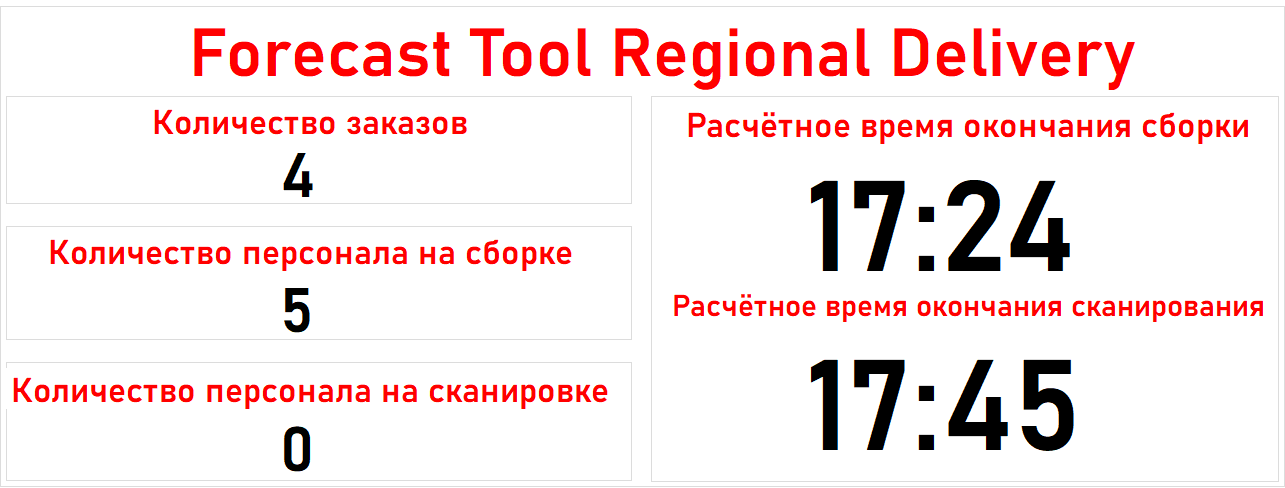 Forecast Tool Regional Delivery
Количество заказов
4
Количество персонала на сборке
5
Количество персонала на сканировке
0
Расчётное время окончания сборки
17:24
Расчётное время окончания сканирования
17:45